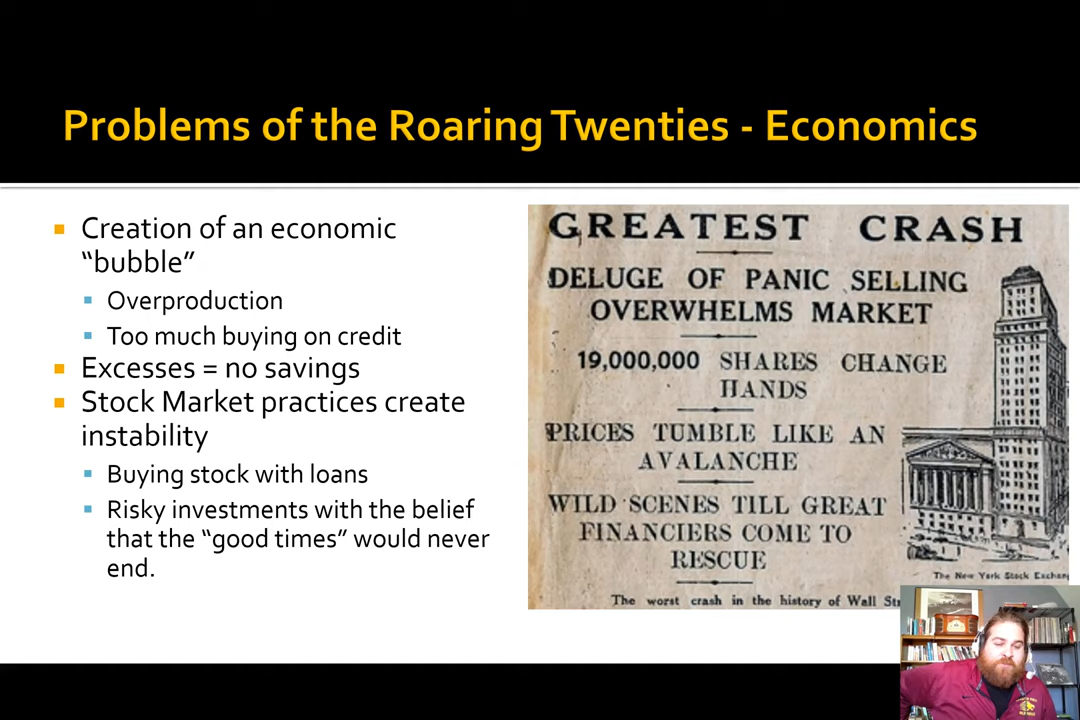 Problems of the Roaring Twenties - Economics
Creation of an economic
“bubble”
Overproduction
Too much buying on credit
Excesses = no savings
Stock Market practices create
instability
Buying stock with loans
Risky investments with the belief
that the “good times” would never
end.
GREATEST CRASH
DELUGE OF PANIC SELLING
OVERWHELMS MARKET
19,000,000 SHARES CHANGE
HANDS
PRICES TUMBLE LIKE AN
AVALANCHE
WILD SCENES TILL GREAT
FINANCIERS COME TO
RESCUE
The New York Stock Exchan
The worst crash in the history of Wall St